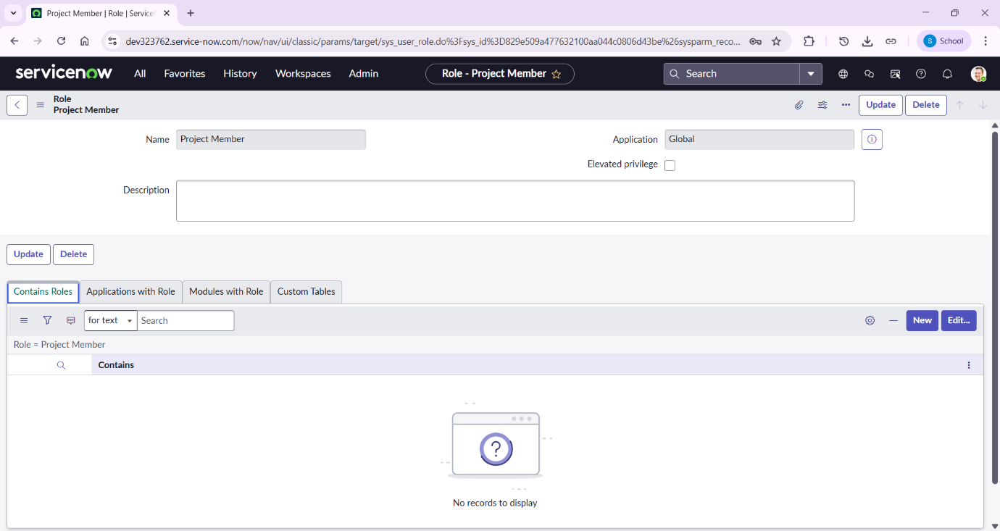 Project Member | Role | Service
dev323762.service-now.com/now/nav/ui/classic/params/target/sys_user_role.do%3Fsys_id%3D829e509a477632100aa044c0806d43be%26sysparm_reco...
S School
servicenow All Favorites History Workspaces Admin Role - Project Member Search
Role
Project Member
Update Delete
Name Project Member Application Global
Elevated privilege
Description
Update Delete
Contains Roles Applications with Role Modules with Role Custom Tables
for text Search New Edit...
Role = Project Member
Contains
No records to display